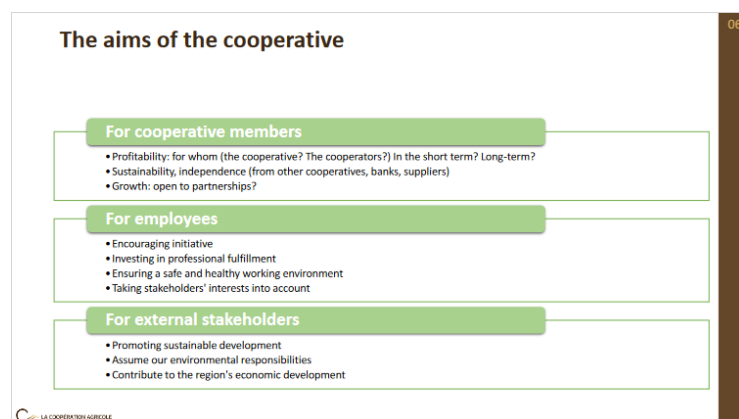 06
The aims of the cooperative
For cooperative members
• Profitability: for whom (the cooperative? The cooperators?) In the short term? Long-term?
• Sustainability, independence (from other cooperatives, banks, suppliers)
• Growth: open to partnerships?
For employees
• Encouraging initiative
• Investing in professional fulfillment
• Ensuring a safe and healthy working environment
• Taking stakeholders' interests into account
For external stakeholders
• Promoting sustainable development
• Assume our environmental responsibilities
• Contribute to the region's economic development
LA COOPÉRATION AGRICOLE